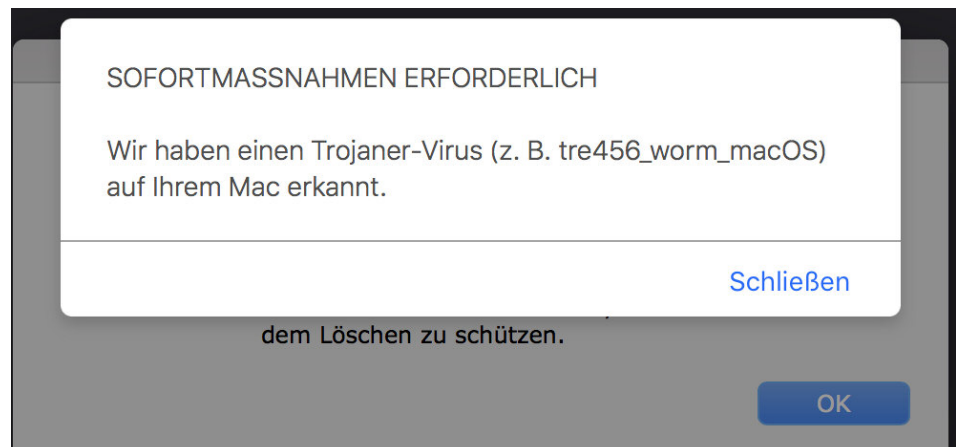 SOFORTMASSNAHMEN ERFORDERLICH
Wir haben einen Trojaner-Virus (z. B. tre456_worm_macOS)
auf Ihrem Mac erkannt.
Schließen
dem Löschen zu schützen.
OK